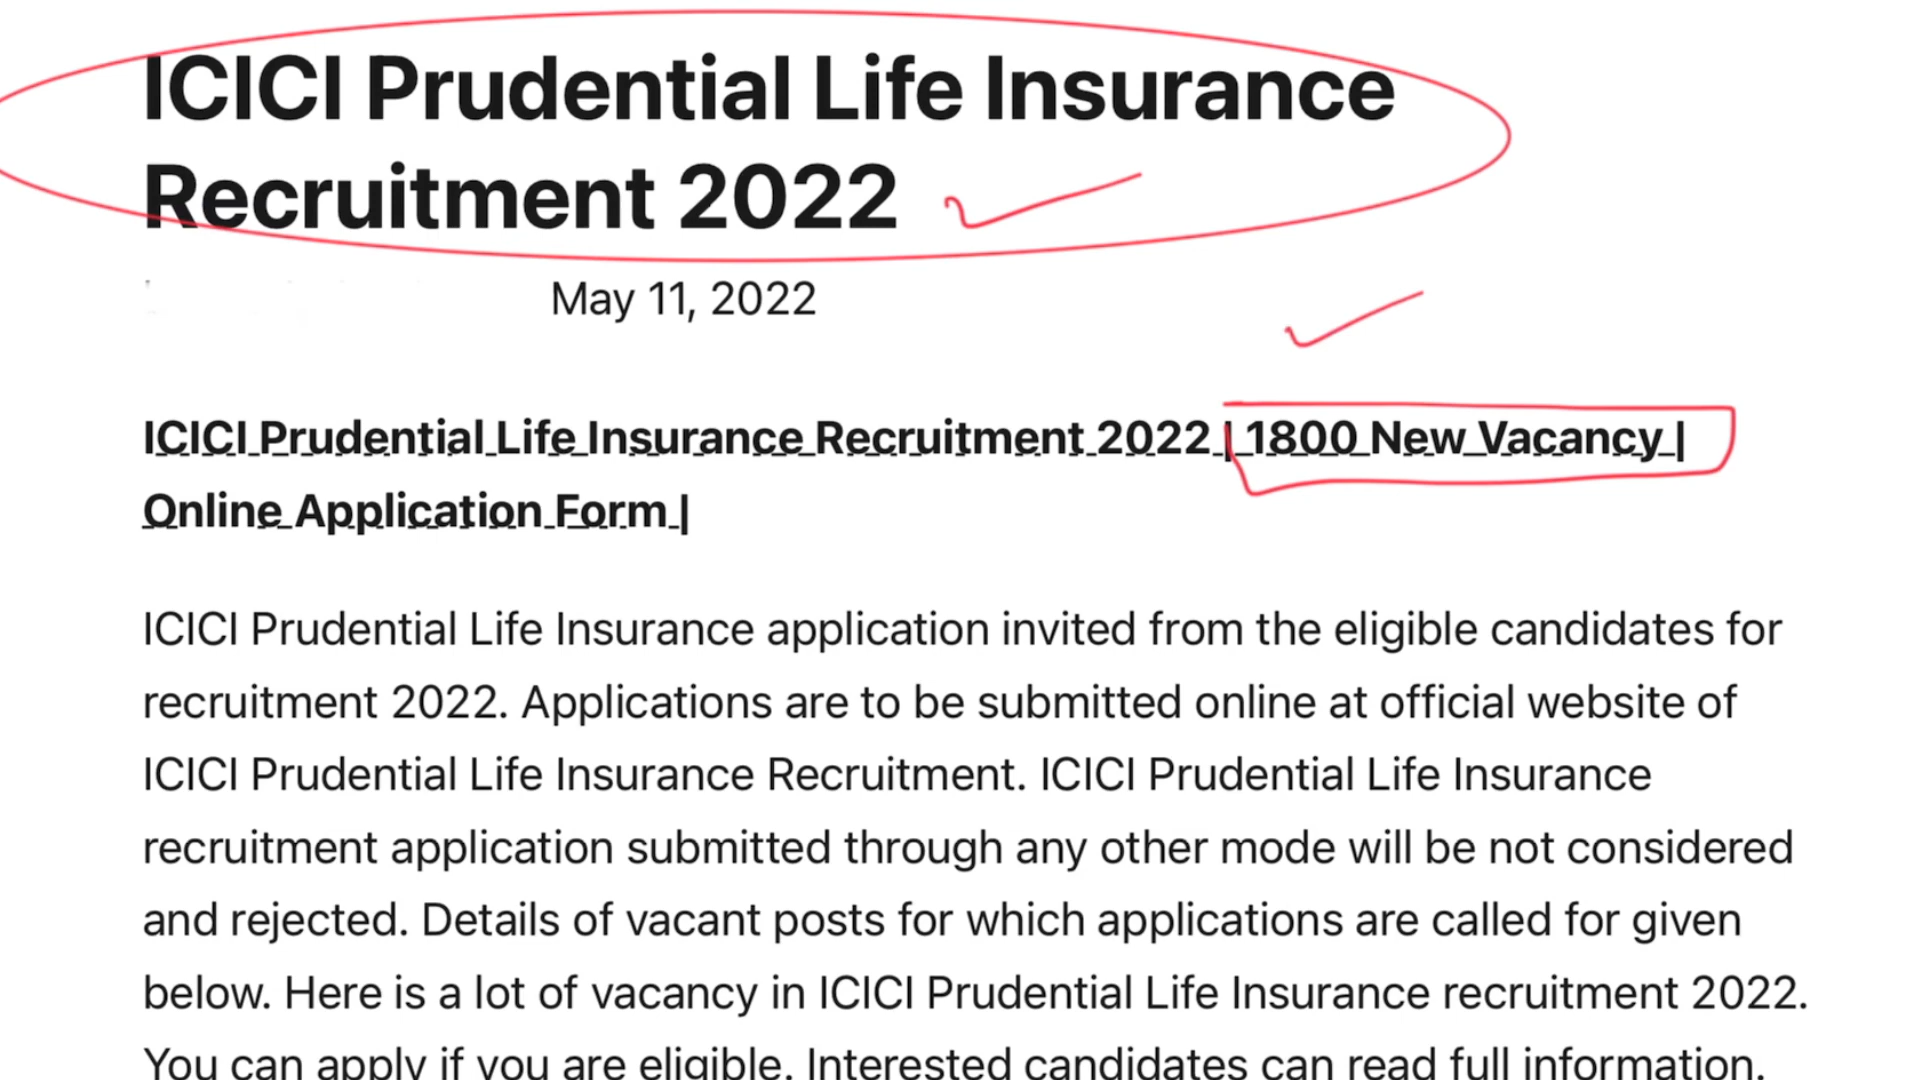 ICICI Prudential Life Insurance
Recruitment 2022
May 11, 2022
ICICI Prudential Life Insurance Recruitment 2022 | 1800 New Vacancy |
Online Application Form |
ICICI Prudential Life Insurance application invited from the eligible candidates for
recruitment 2022. Applications are to be submitted online at official website of
ICICI Prudential Life Insurance Recruitment. ICICI Prudential Life Insurance
recruitment application submitted through any other mode will be not considered
and rejected. Details of vacant posts for which applications are called for given
below. Here is a lot of vacancy in ICICI Prudential Life Insurance recruitment 2022.
You can apply if you are eligible. Interested candidates can read full information.